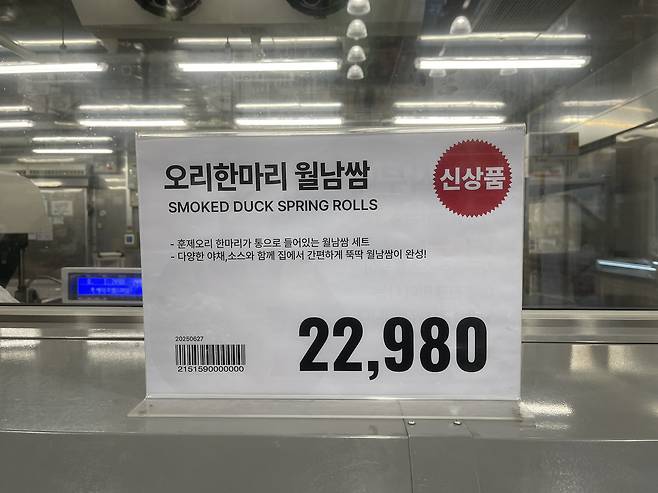 오리한마리 월남쌈
신상품
SMOKED DUCK SPRING ROLLS
- 훈제오리 한마리가 통으로 들어있는 월남쌈 세트
- 다양한 야채,소스와 함께 집에서 간편하게 뚝딱 월남쌈이 완성!
20250627
2151590000000
22,980